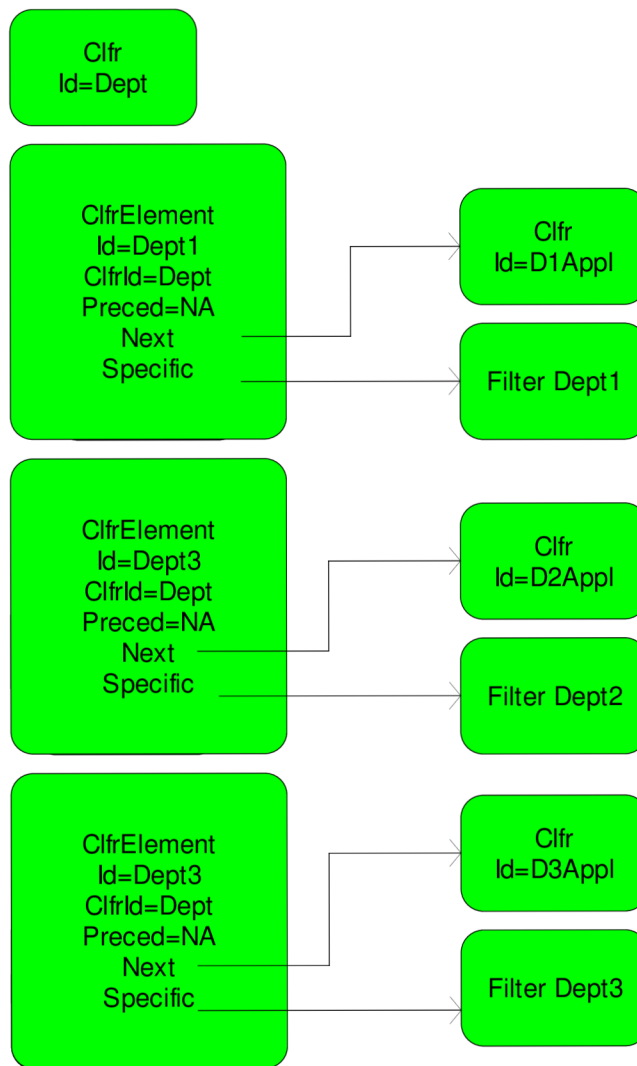 Clfr
Id=Dept
ClfrElement
Id=Dept1
ClfrId=Dept
Preced=NA
Next
Specific
Clfr
Id=D1Appl
Filter Dept1
ClfrElement
Id=Dept3
ClfrId=Dept
Preced=NA
Next
Specific
Clfr
Id=D2Appl
Filter Dept2
ClfrElement
Id=Dept3
ClfrId=Dept
Preced=NA
Next
Specific
Clfr
Id=D3Appl
Filter Dept3